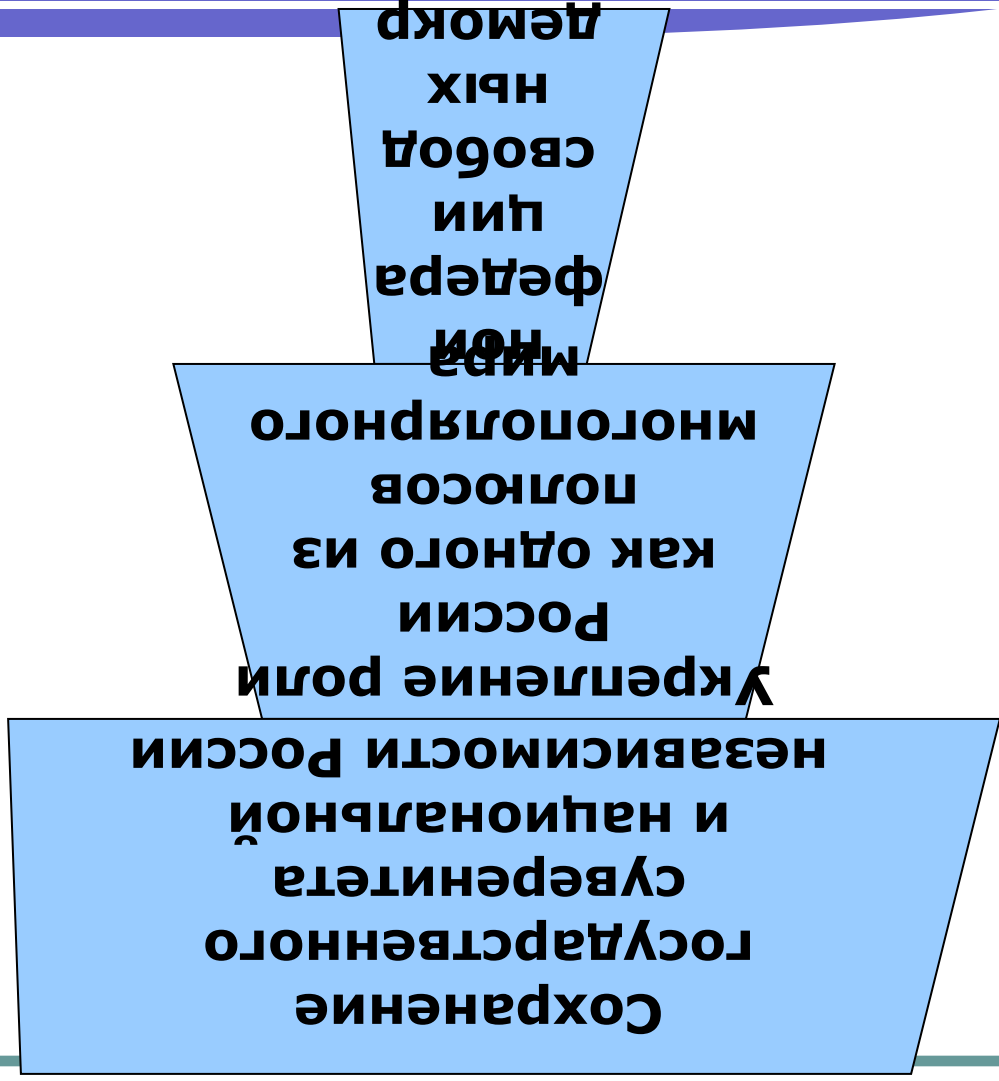 Сохранение
государственного
суверенитета
и национальной
независимости России
Укрепление роли
России
как одного из
полюсов
многополярного
мира
ной
федера
ции
свобод
ных
демокр